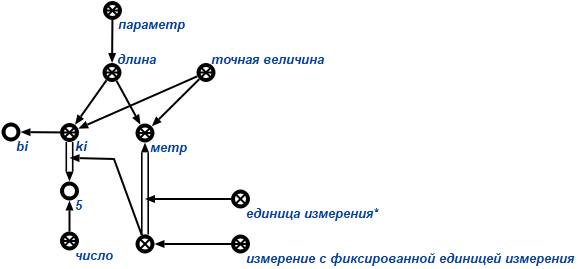 параметр
длина
точная величина
bi
ki
метр
5
единица измерения*
число
измерение с фиксированной единицей измерения